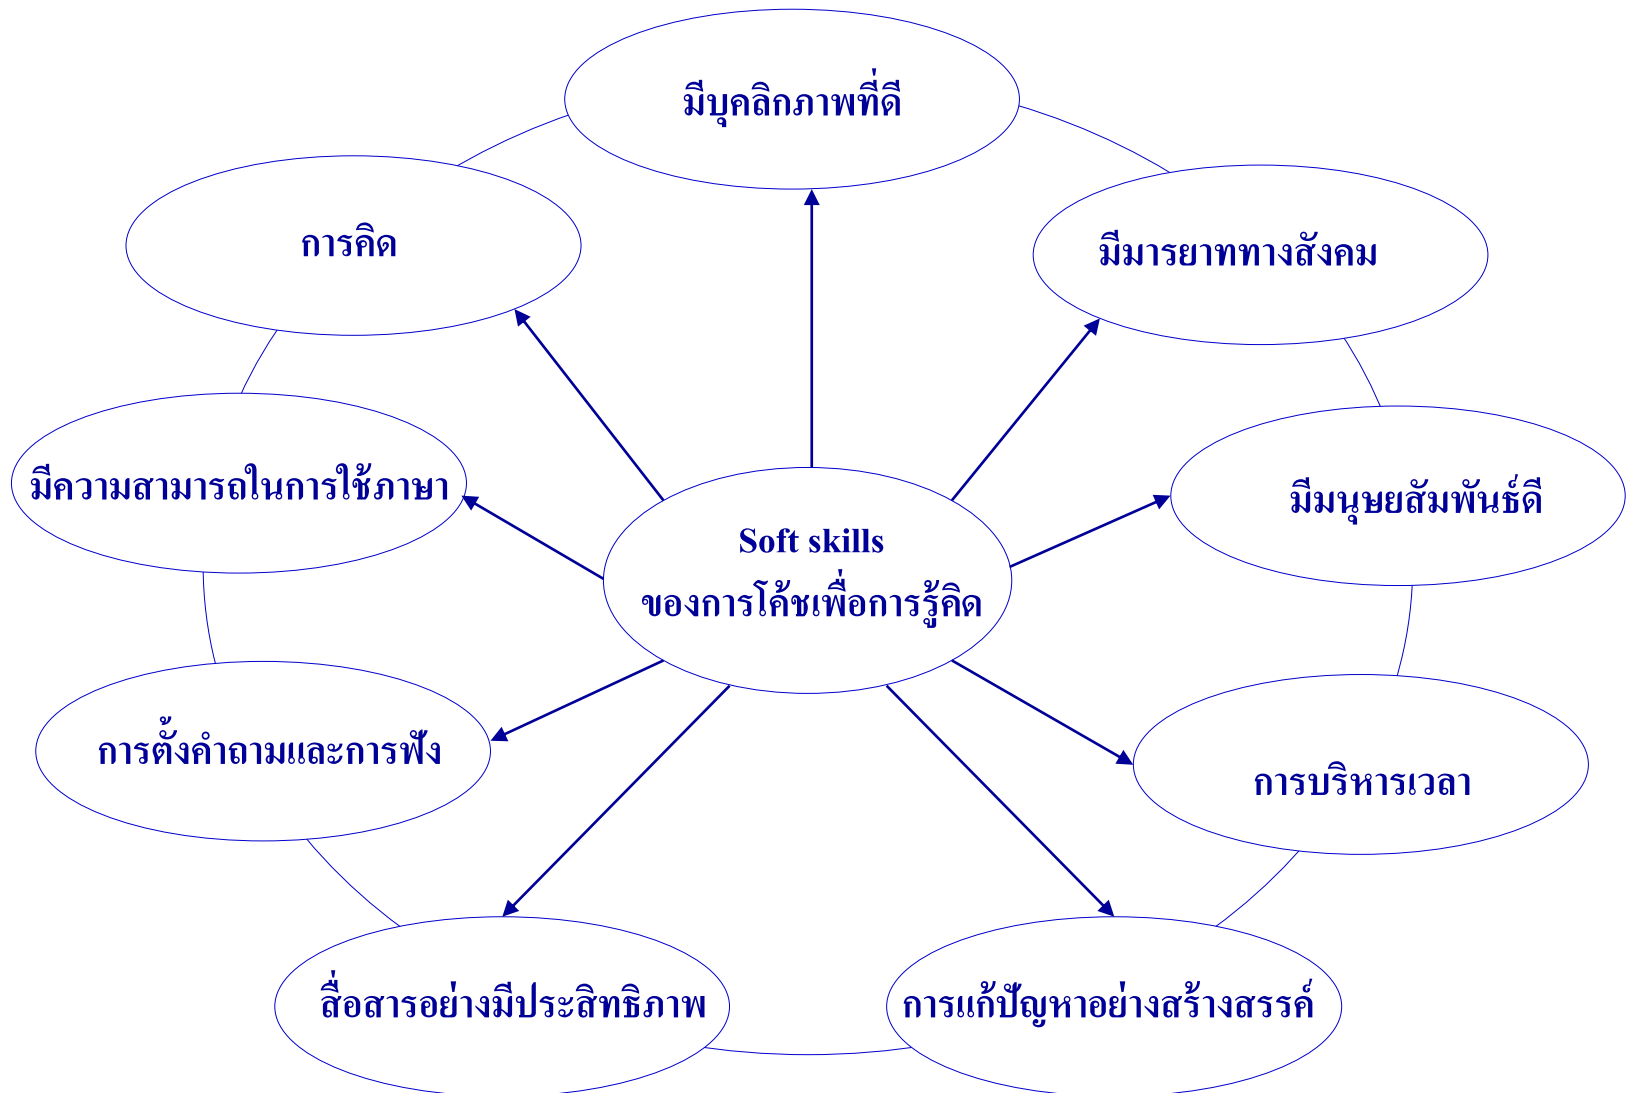 มีบุคลิกภาพที่ดี
การคิด
มีมารยาททางสังคม
มีความสามารถในการใช้ภาษา
มีมนุษยสัมพันธ์ดี
Soft skills
ของการโค้ชเพื่อการรู้คิด
การตั้งคำถามและการฟัง
การบริหารเวลา
สื่อสารอย่างมีประสิทธิภาพ
การแก้ปัญหาอย่างสร้างสรรค์